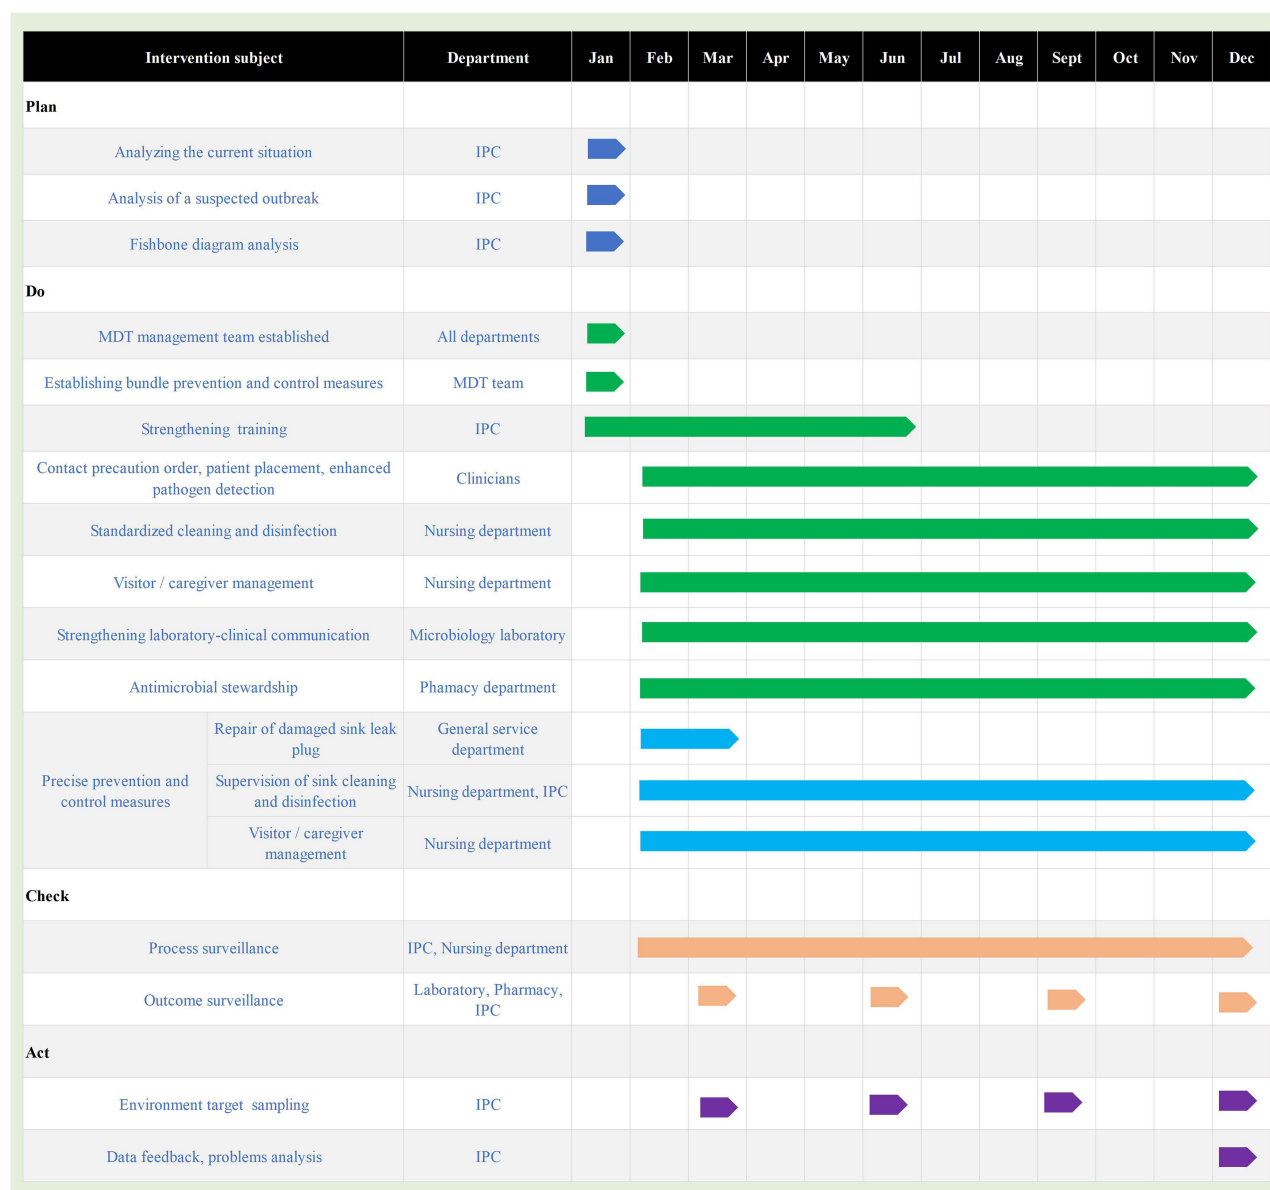 Intervention subject Department Jan Feb Mar Apr May Jun Jul Aug Sept Oct Nov Dec
Plan
Analyzing the current situation IPC
Analysis of a suspected outbreak IPC
Fishbone diagram analysis IPC
Do
MDT management team established All departments
Establishing bundle prevention and control measures MDT team
Strengthening training IPC
Contact precaution order, patient placement, enhanced
pathogen detection
Clinicians
Standardized cleaning and disinfection Nursing department
Visitor / caregiver management Nursing department
Strengthening laboratory-clinical communication Microbiology laboratory
Antimicrobial stewardship Phamacy department
Precise prevention and
control measures
Repair of damaged sink leak
plug
General service
department
Supervision of sink cleaning
and disinfection
Nursing department, IPC
Visitor / caregiver
management
Nursing department
Check
Process surveillance IPC, Nursing department
Outcome surveillance
Laboratory, Pharmacy,
IPC
Act
Environment target sampling IPC
Data feedback, problems analysis IPC